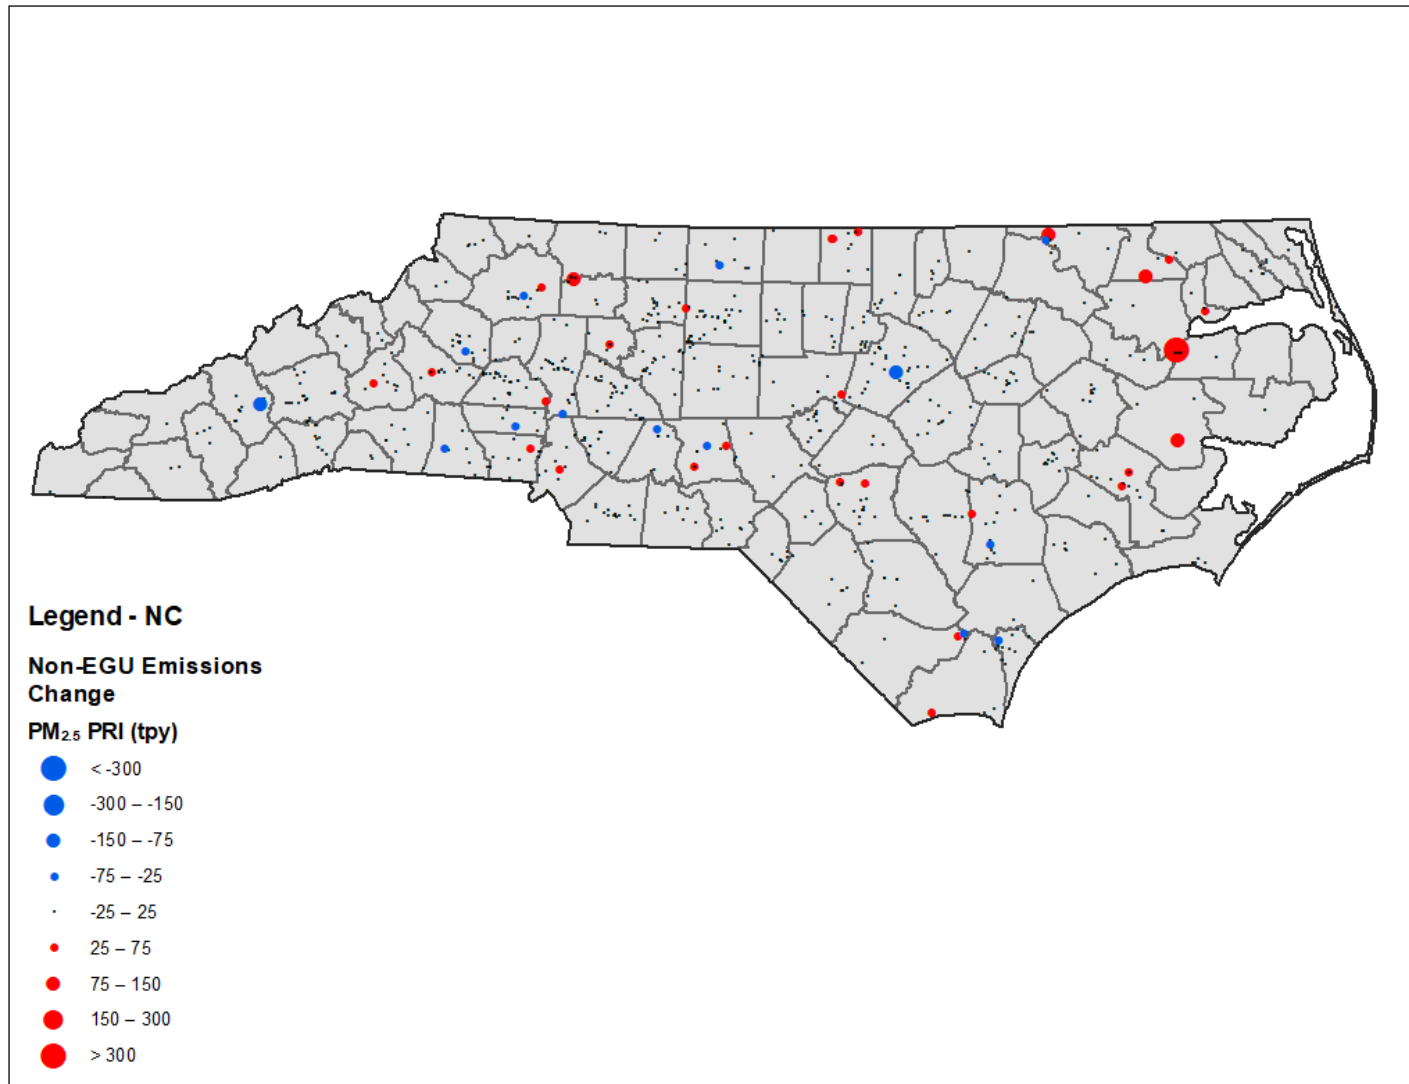 Legend - NC
Non-EGU Emissions
Change
PM2.5 PRI (tpy)
< -300
-300 – -150
-150 – -75
-75 – -25
-25 – 25
25 – 75
75 – 150
150 – 300
> 300